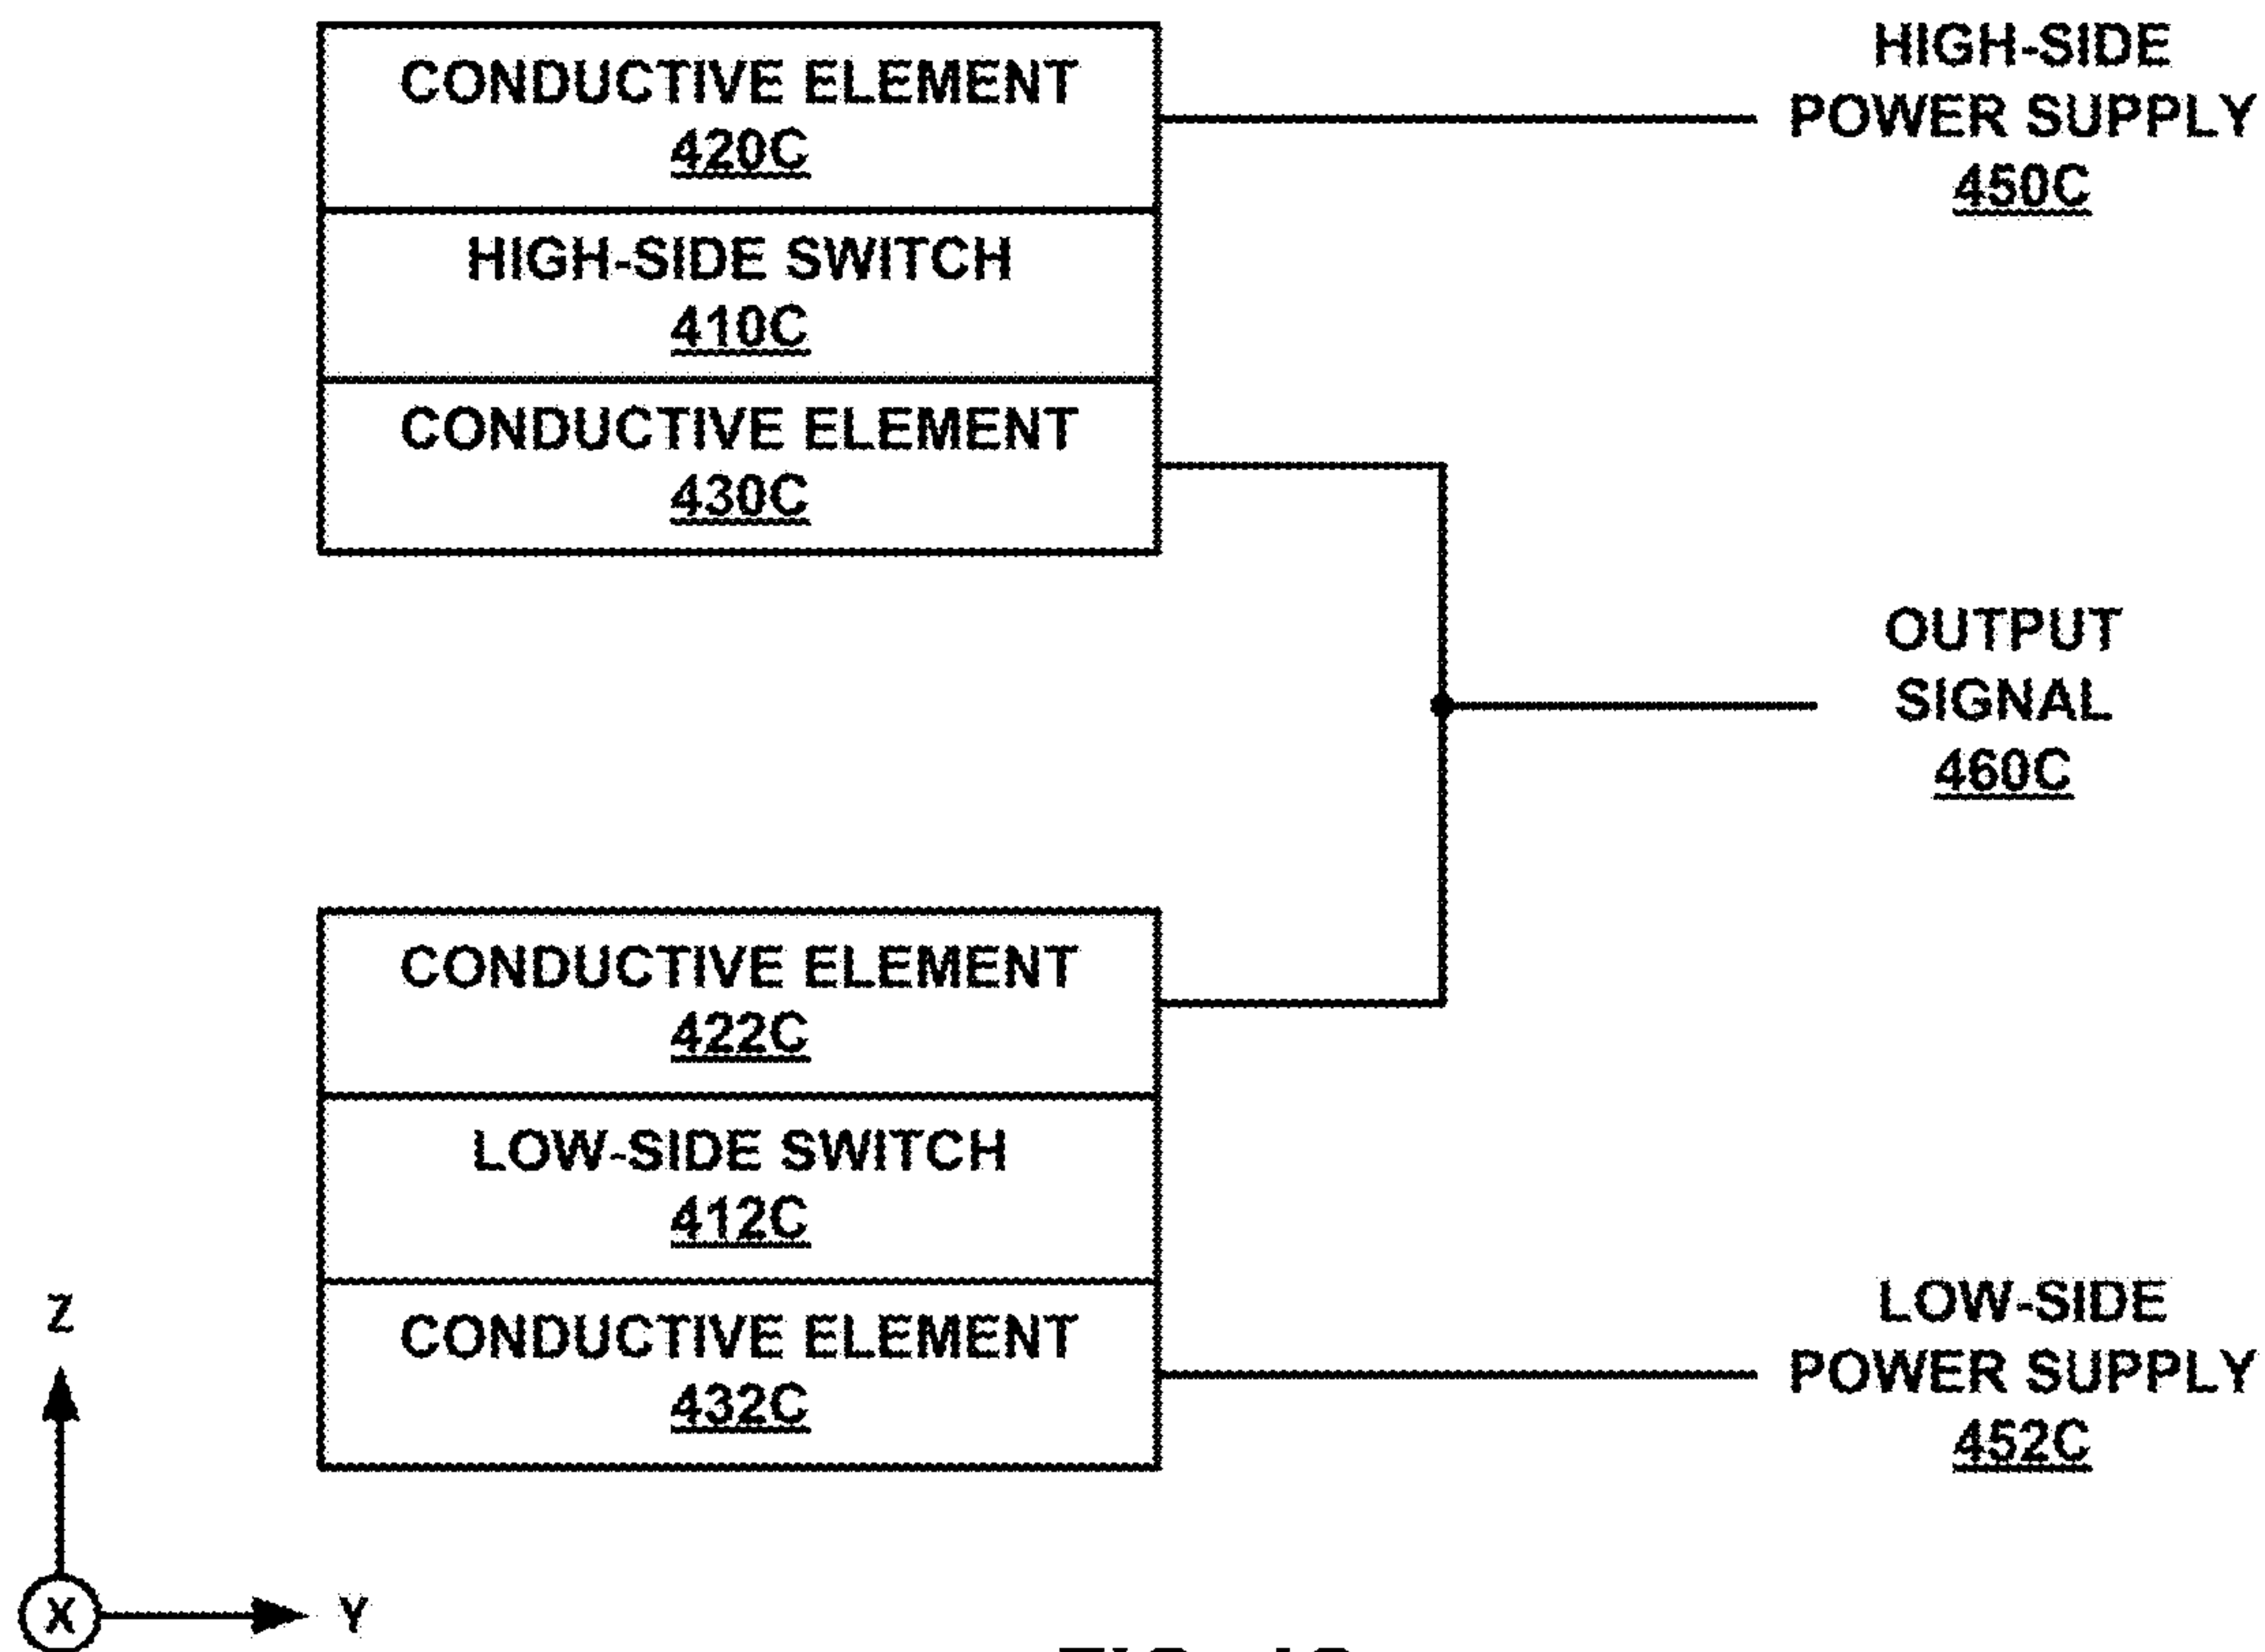 CONDUCTIVE ELEMENT
420C
HIGH-SIDE SWITCH
410C
CONDUCTIVE ELEMENT
430C
HIGH-SIDE
POWER SUPPLY
450C
OUTPUT
SIGNAL
460C
CONDUCTIVE ELEMENT
422C
LOW-SIDE SWITCH
412C
CONDUCTIVE ELEMENT
432C
LOW-SIDE
POWER SUPPLY
452C
Z
X
Y